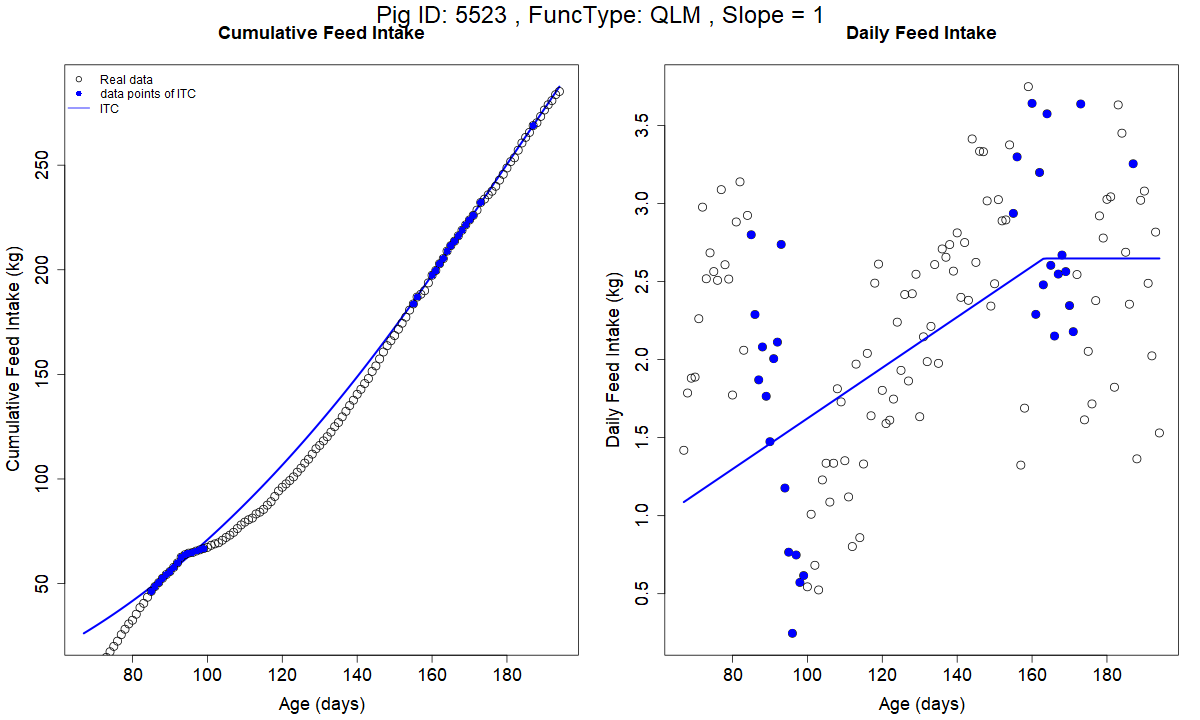 Pig ID: 5523 , FuncType: QLM , Slope = 1
Cumulative Feed Intake
Real data
data points of ITC
ITC
Cumulative Feed Intake (kg)
50
100
150
200
250
80
100
120
140
160
180
Age (days)
Daily Feed Intake
Daily Feed Intake (kg)
0.5
1.0
1.5
2.0
2.5
3.0
3.5
80
100
120
140
160
180
Age (days)